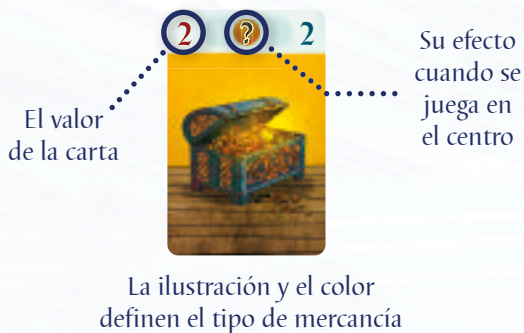 2 ? 2
Su efecto
cuando se
juega en
el centro
El valor
de la carta
La ilustración y el color
definen el tipo de mercancía